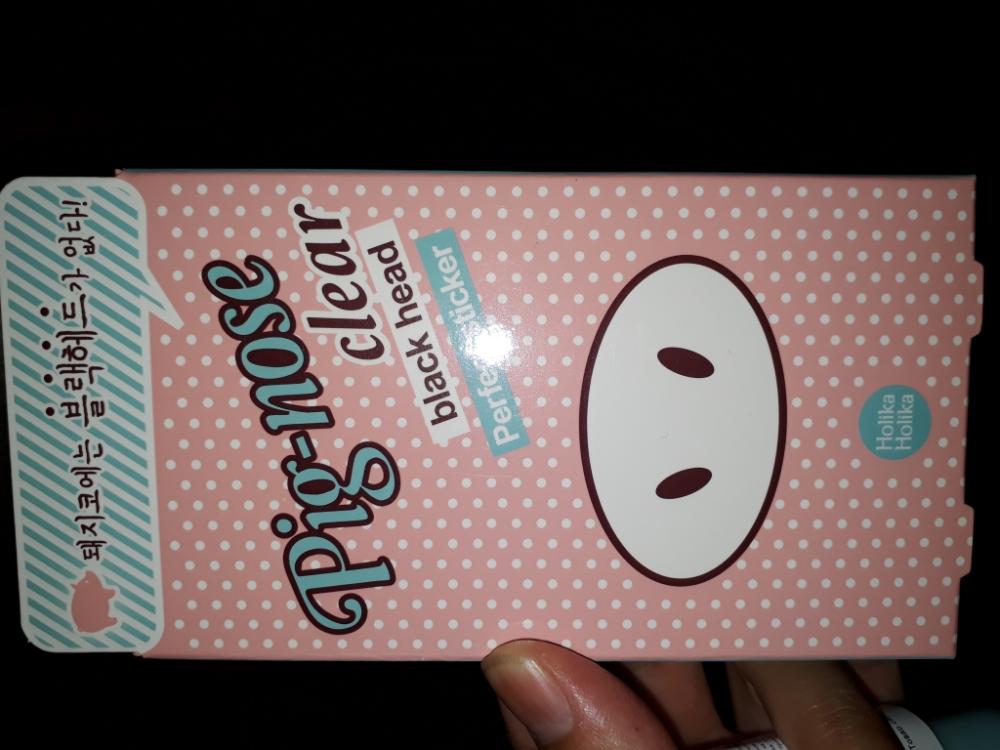 돼지코에는 블랙헤드가 없다!
Pig-nose
clear
black head
Perfect sticker
Holika
Holika